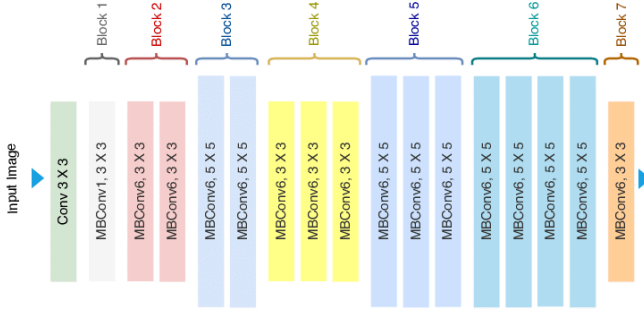 Block 1
Block 2
Block 3
Block 4
Block 5
Block 6
Block 7
Input Image
Conv 3 X 3
MBConv1, 3 X 3
MBConv6, 3 X 3
MBConv6, 3 X 3
MBConv6, 5 X 5
MBConv6, 5 X 5
MBConv6, 3 X 3
MBConv6, 3 X 3
MBConv6, 3 X 3
MBConv6, 5 X 5
MBConv6, 5 X 5
MBConv6, 5 X 5
MBConv6, 5 X 5
MBConv6, 5 X 5
MBConv6, 5 X 5
MBConv6, 5 X 5
MBConv6, 3 X 3